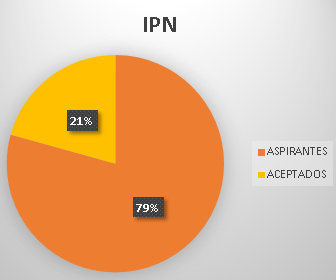 IPN
21%
79%
ASPIRANTES
ACEPTADOS